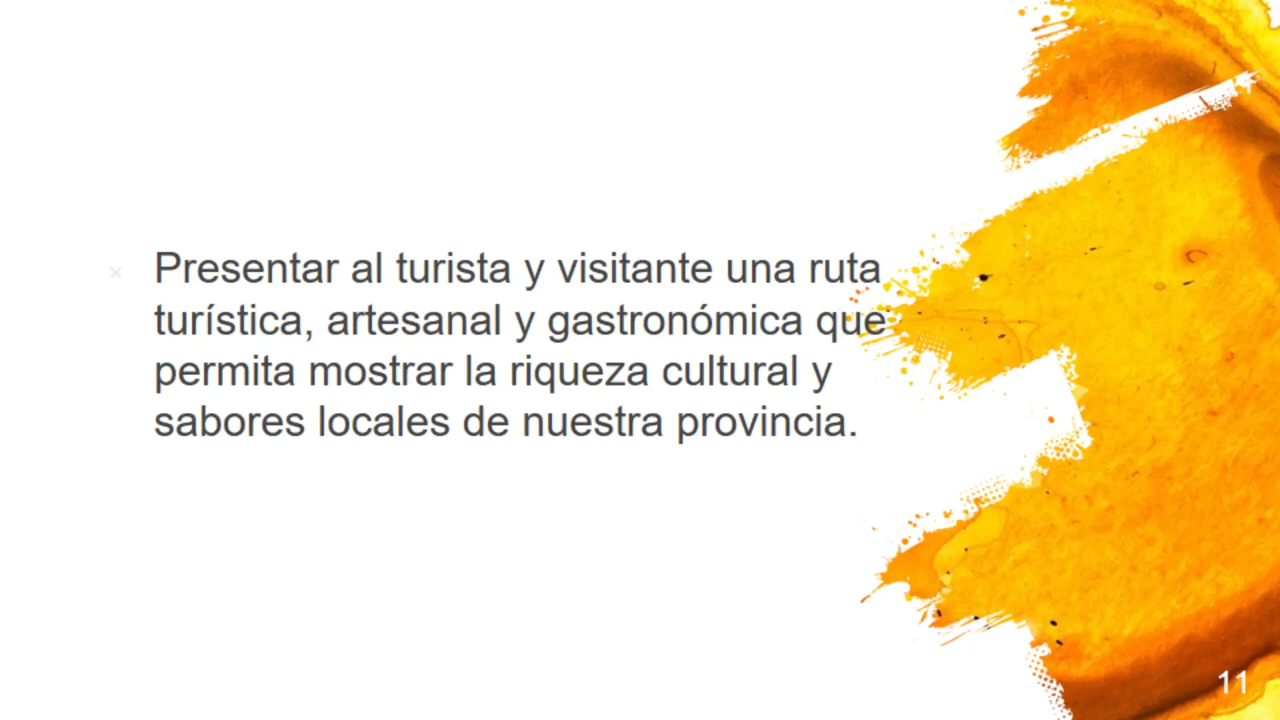 × Presentar al turista y visitante una ruta
turística, artesanal y gastronómica que
permita mostrar la riqueza cultural y
sabores locales de nuestra provincia.
11